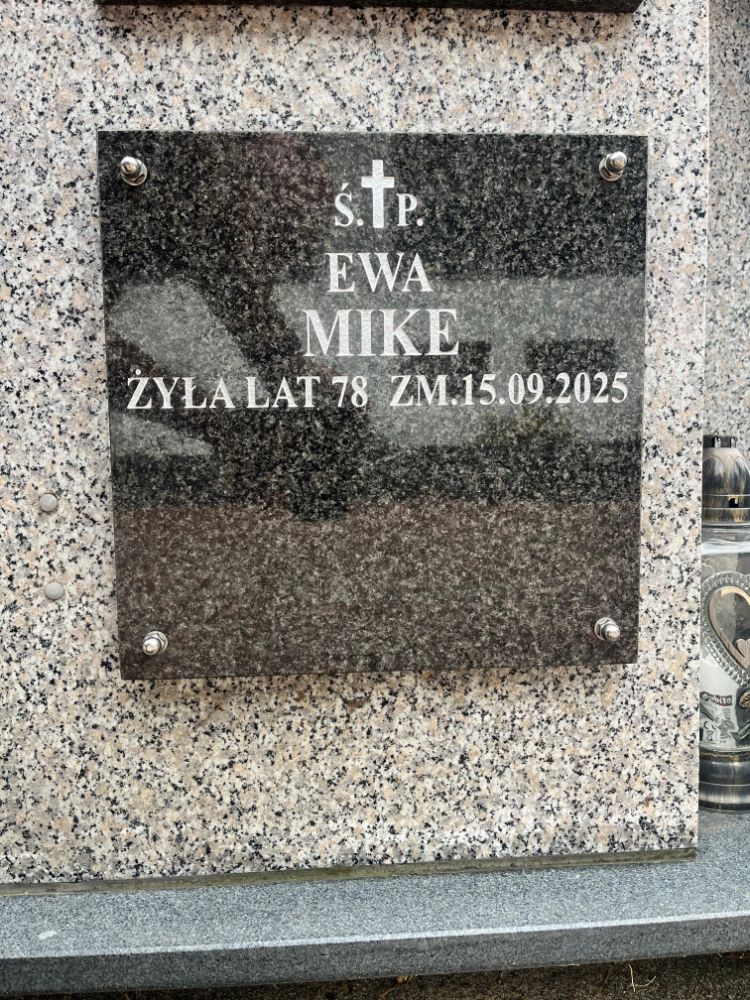 Ś.P.
EWA
MIKE
ŻYŁA LAT 78 ZM.15.09.2025